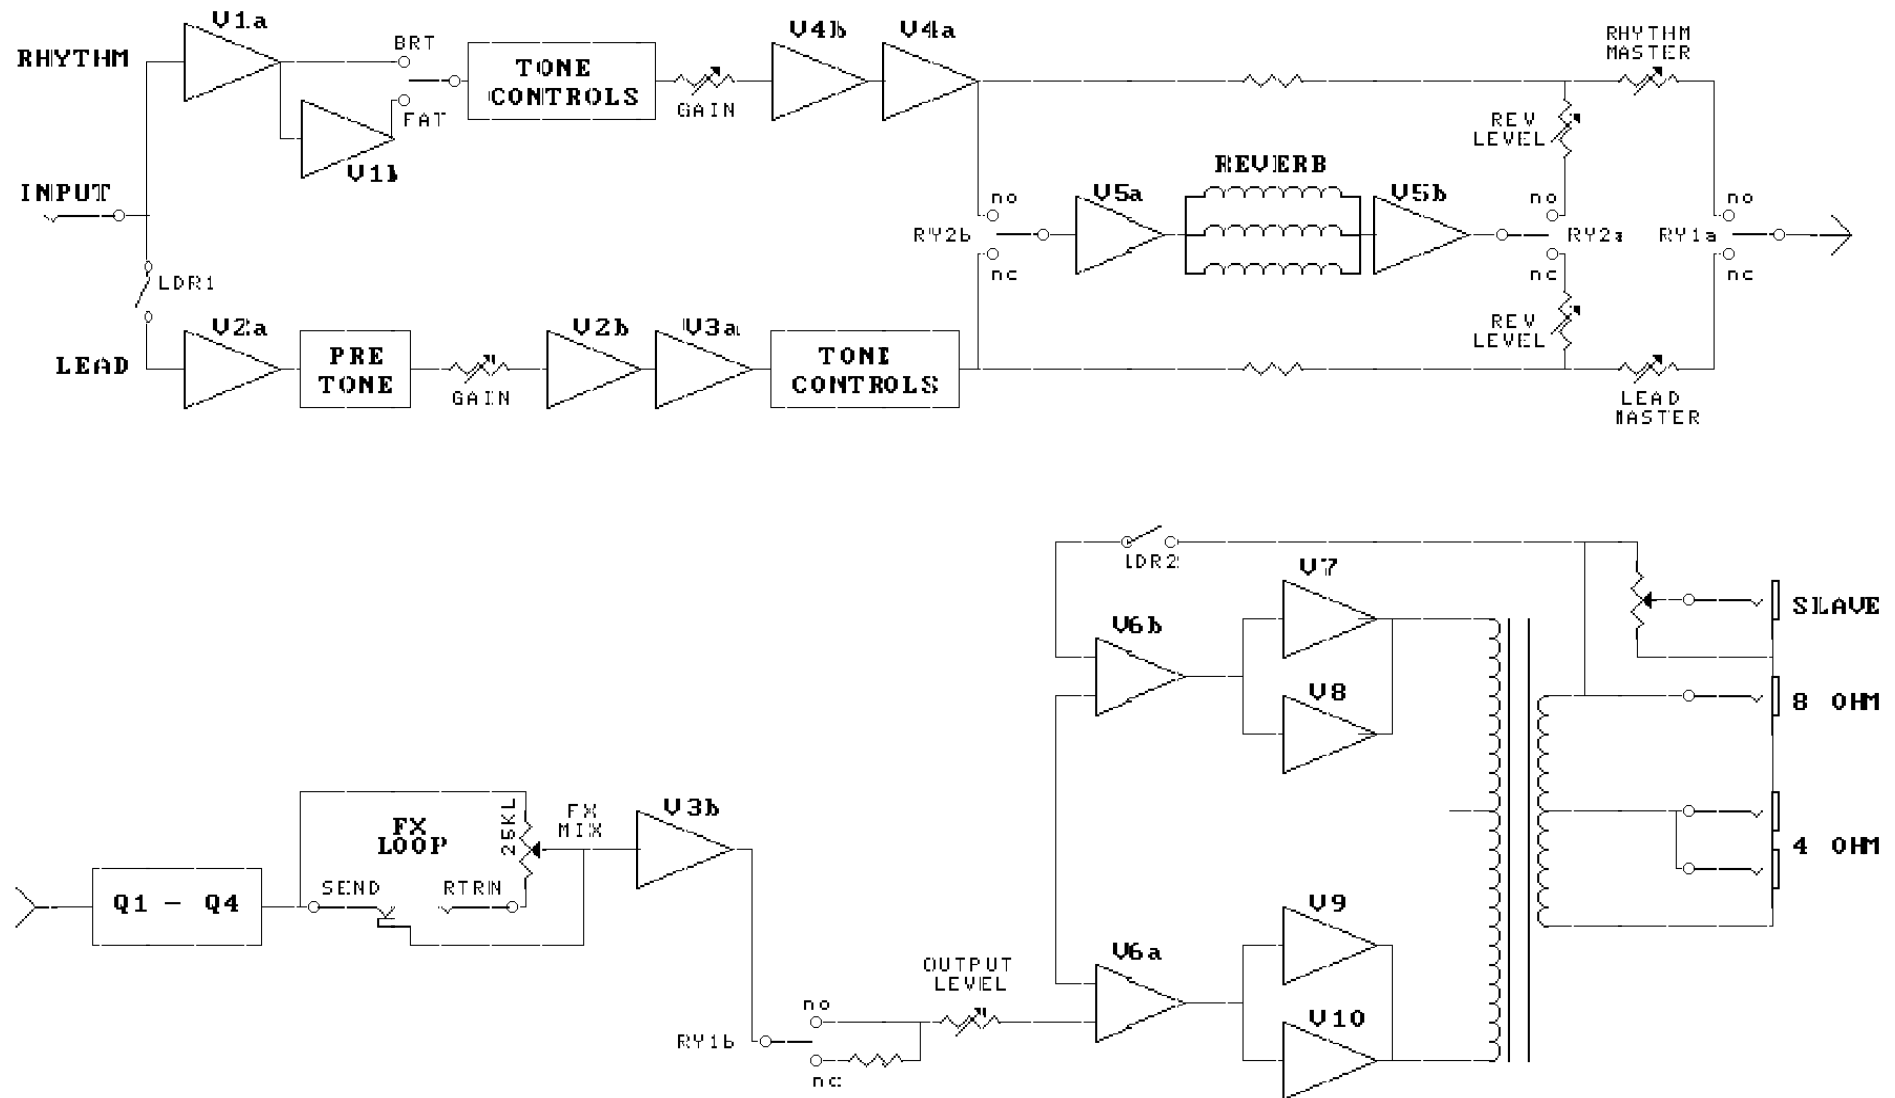 V1a
V4b
V4a
RHYTHM
MASTER
RHYTHM
BRT
TONE
CONTROLS
GAIN
FAT
V1b
REV
LEVEL
REVERB
INPUT
V5a
V5b
no
no
no
RY2b
RY2a
RY1a
nc
nc
nc
LDR1
V2a
V2b
V3a
REV
LEVEL
LEAD
PRE
TONE
GAIN
TONE
CONTROLS
LEAD
MASTER
LDR2
V7
SLAVE
V6b
V8
8 OHM
V3b
25KL
FX
MIX
FX
LOOP
4 OHM
SEND
RTRN
Q1 - Q4
V9
V6a
OUTPUT
LEVEL
no
V10
RY1b
nc